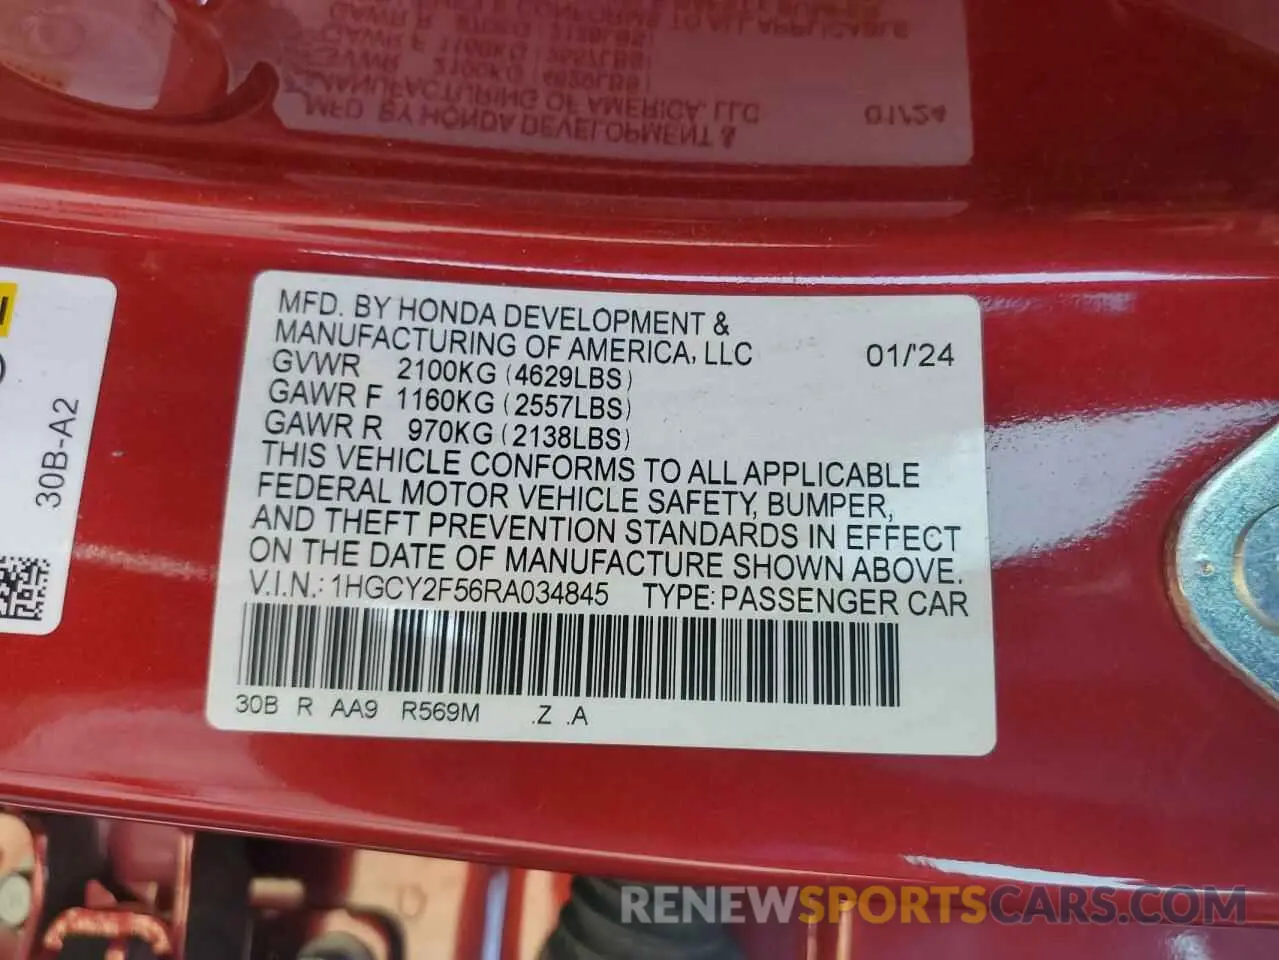 MFD. BY HONDA DEVELOPMENT &
MANUFACTURING OF AMERICA, LLC 01/'24
GVWR 2100KG (4629LBS)
GAWR F 1160KG (2557LBS)
GAWR R 970KG (2138LBS)
THIS VEHICLE CONFORMS TO ALL APPLICABLE
FEDERAL MOTOR VEHICLE SAFETY, BUMPER,
AND THEFT PREVENTION STANDARDS IN EFFECT
ON THE DATE OF MANUFACTURE SHOWN ABOVE.
V.I.N.: 1HGCY2F56RA034845 TYPE: PASSENGER CAR
30B R AA9 R569M .Z .A
30B-A2
RENEWSPORTSCARS.COM